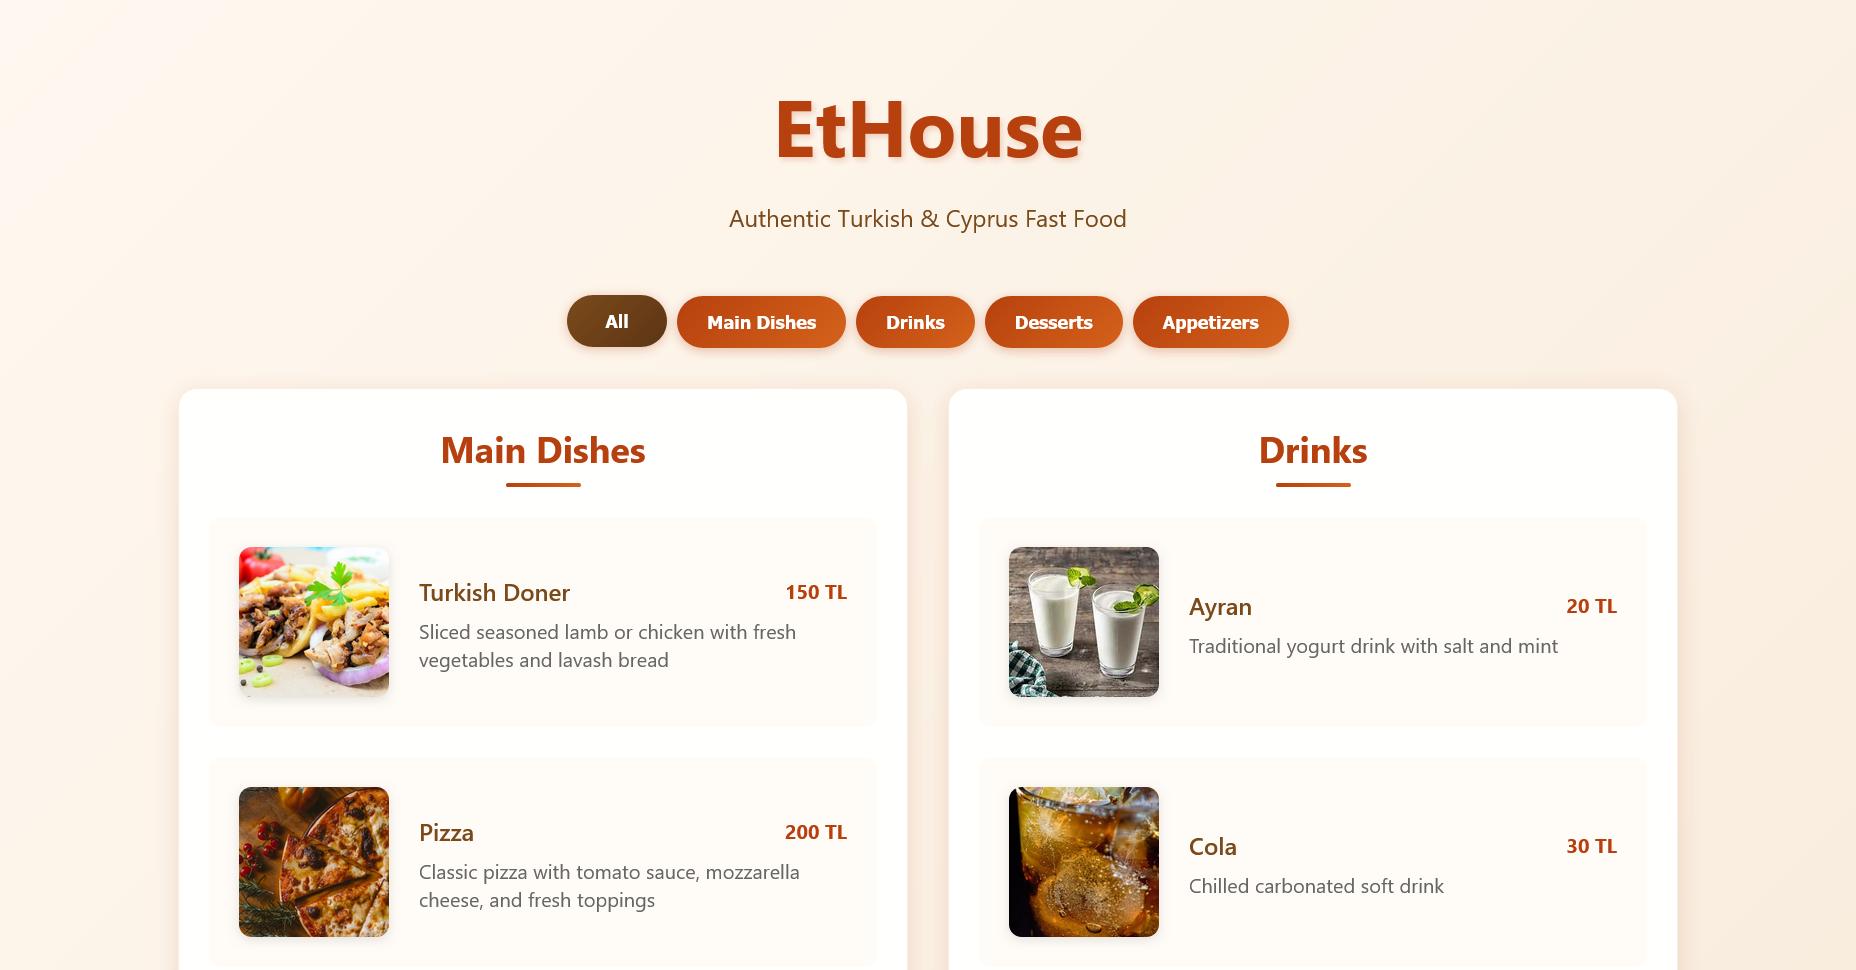 EtHouse
Authentic Turkish & Cyprus Fast Food
All
Main Dishes
Drinks
Desserts
Appetizers
Main Dishes
Turkish Doner
150 TL
Sliced seasoned lamb or chicken with fresh
vegetables and lavash bread
Pizza
200 TL
Classic pizza with tomato sauce, mozzarella
cheese, and fresh toppings
Drinks
Ayran
20 TL
Traditional yogurt drink with salt and mint
Cola
30 TL
Chilled carbonated soft drink